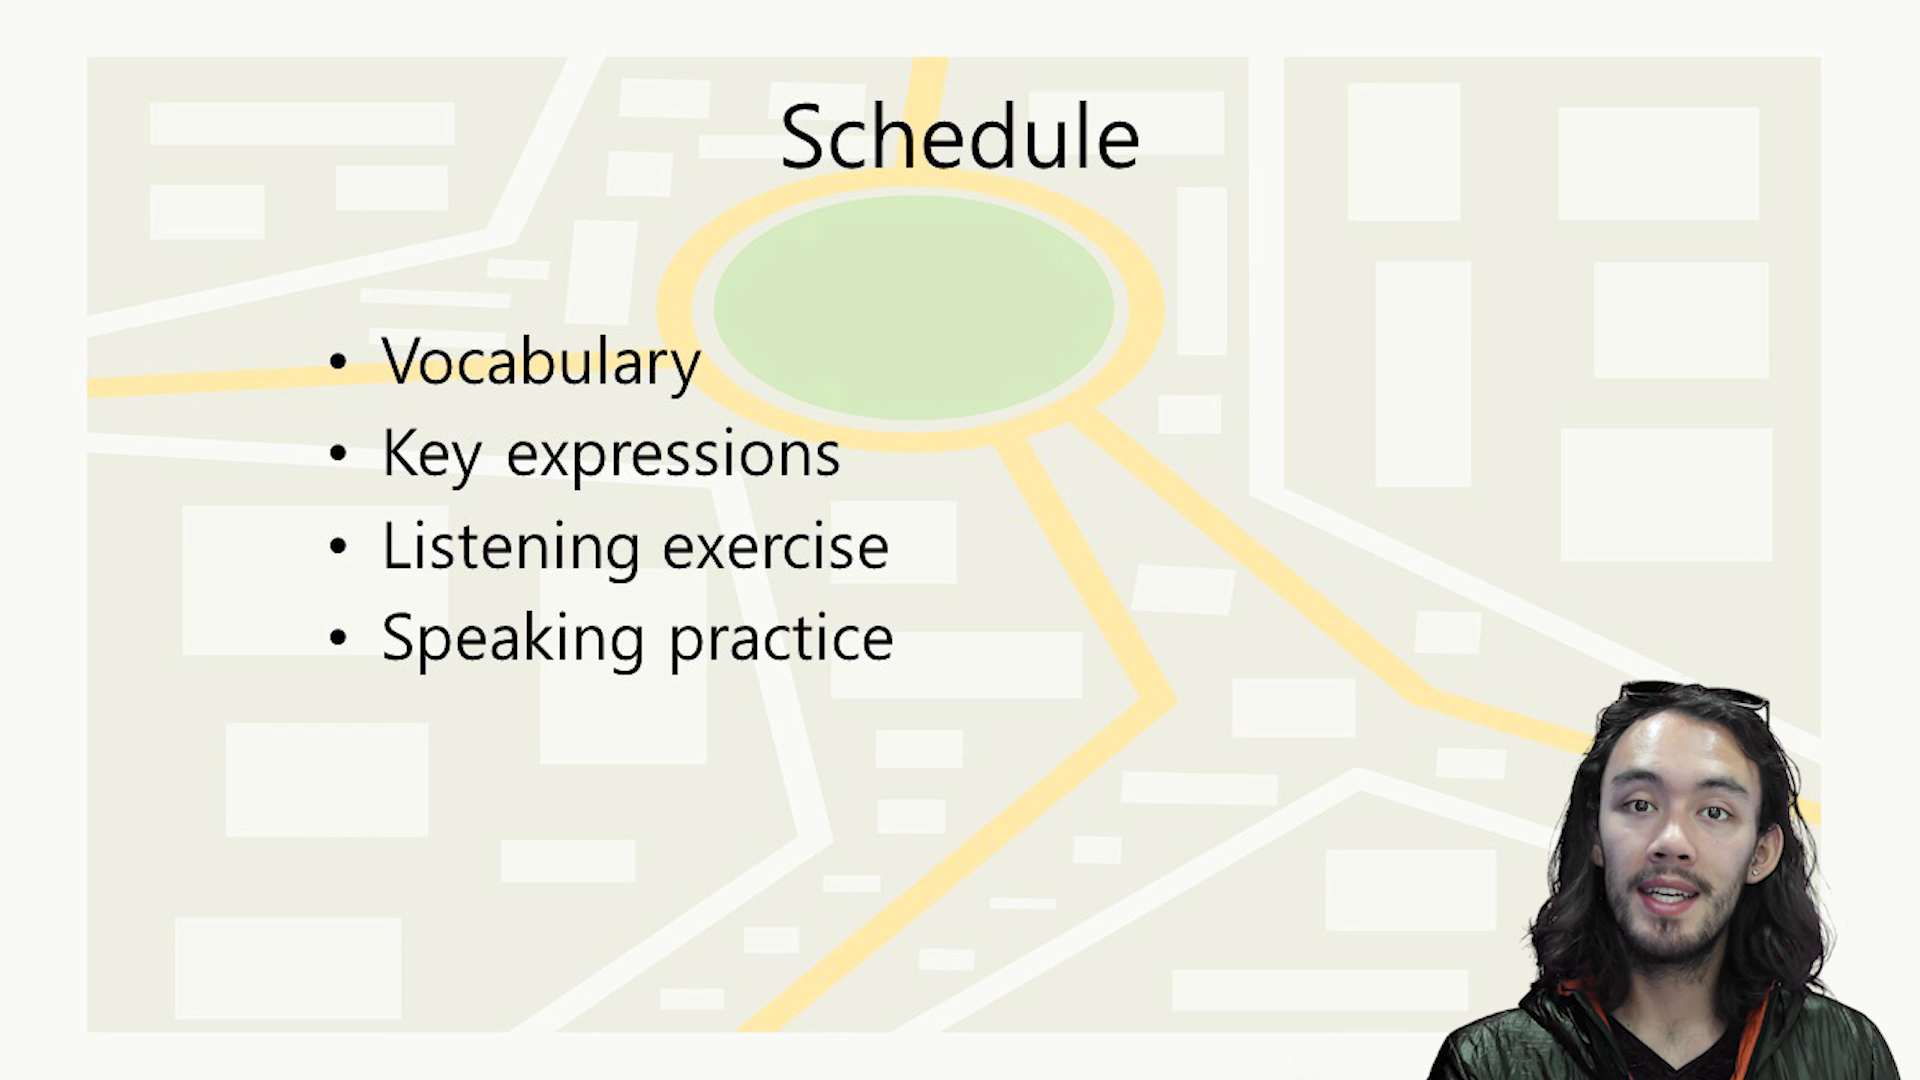 Schedule
• Vocabulary
• Key expressions
• Listening exercise
• Speaking practice